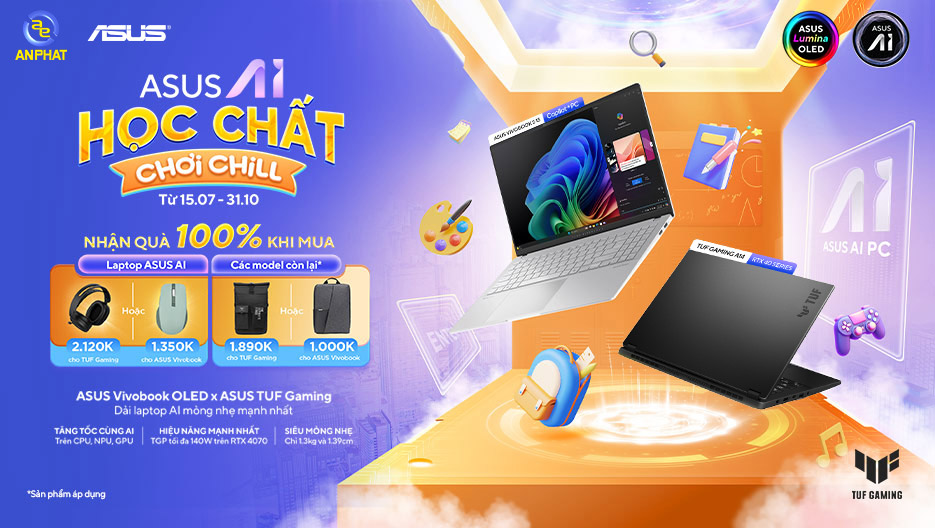 ANPHAT
ASUS
ASUS Lumina OLED
ASUS Ai
ASUS Ai
HỌC CHẤT
CHƠI CHILL
Từ 15.07 - 31.10
NHẬN QUÀ 100% KHI MUA
Laptop ASUS AI
Hoặc
2.120K
cho TUF Gaming
1.350K
cho ASUS Vivobook
Các model còn lại*
Hoặc
1.890K
cho TUF Gaming
1.000K
cho ASUS Vivobook
ASUS Vivobook OLED x ASUS TUF Gaming
Dải laptop AI mỏng nhẹ mạnh nhất
TĂNG TỐC CÙNG AI
Trên CPU, NPU, GPU
HIỆU NĂNG MẠNH NHẤT
TGP tối đa 140W trên RTX 4070
SIÊU MỎNG NHẸ
Chỉ 1.3kg và 1.39cm
*Sản phẩm áp dụng
ASUS VIVOBOOK S 15
Copilot+PC
TUF GAMING A14
RTX 40 SERIES
TUF
Ai
ASUS AI PC
TUF GAMING